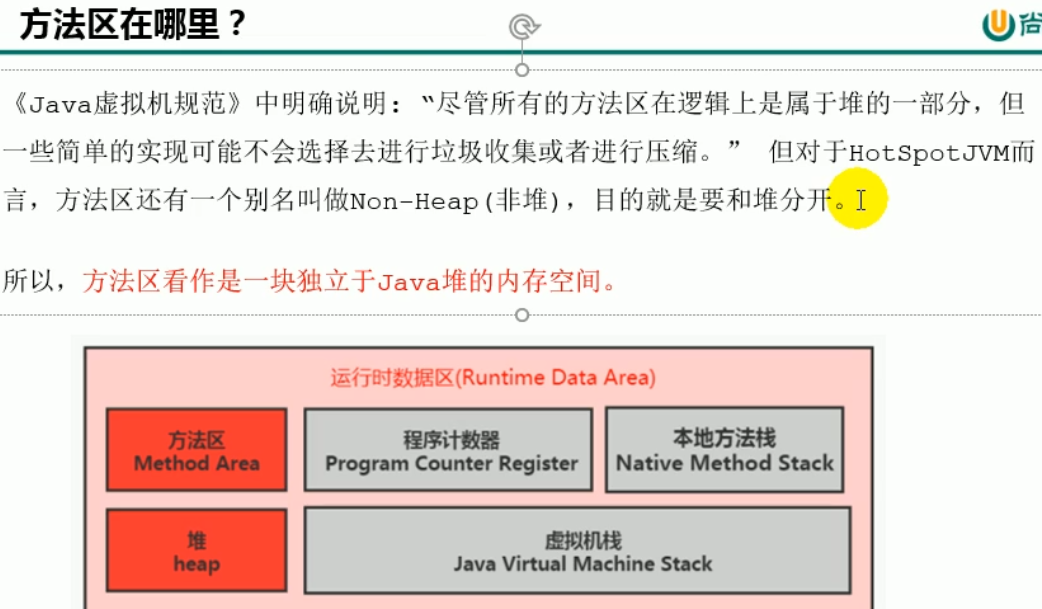 方法区在哪里？
尚
《Java虚拟机规范》中明确说明：“尽管所有的方法区在逻辑上是属于堆的一部分，但
一些简单的实现可能不会选择去进行垃圾收集或者进行压缩。” 但对于HotSpotJVM而
言，方法区还有一个别名叫做Non-Heap(非堆)，目的就是要和堆分开。
所以，方法区看作是一块独立于Java堆的内存空间。
运行时数据区(Runtime Data Area)
方法区
Method Area
程序计数器
Program Counter Register
本地方法栈
Native Method Stack
堆
heap
虚拟机栈
Java Virtual Machine Stack